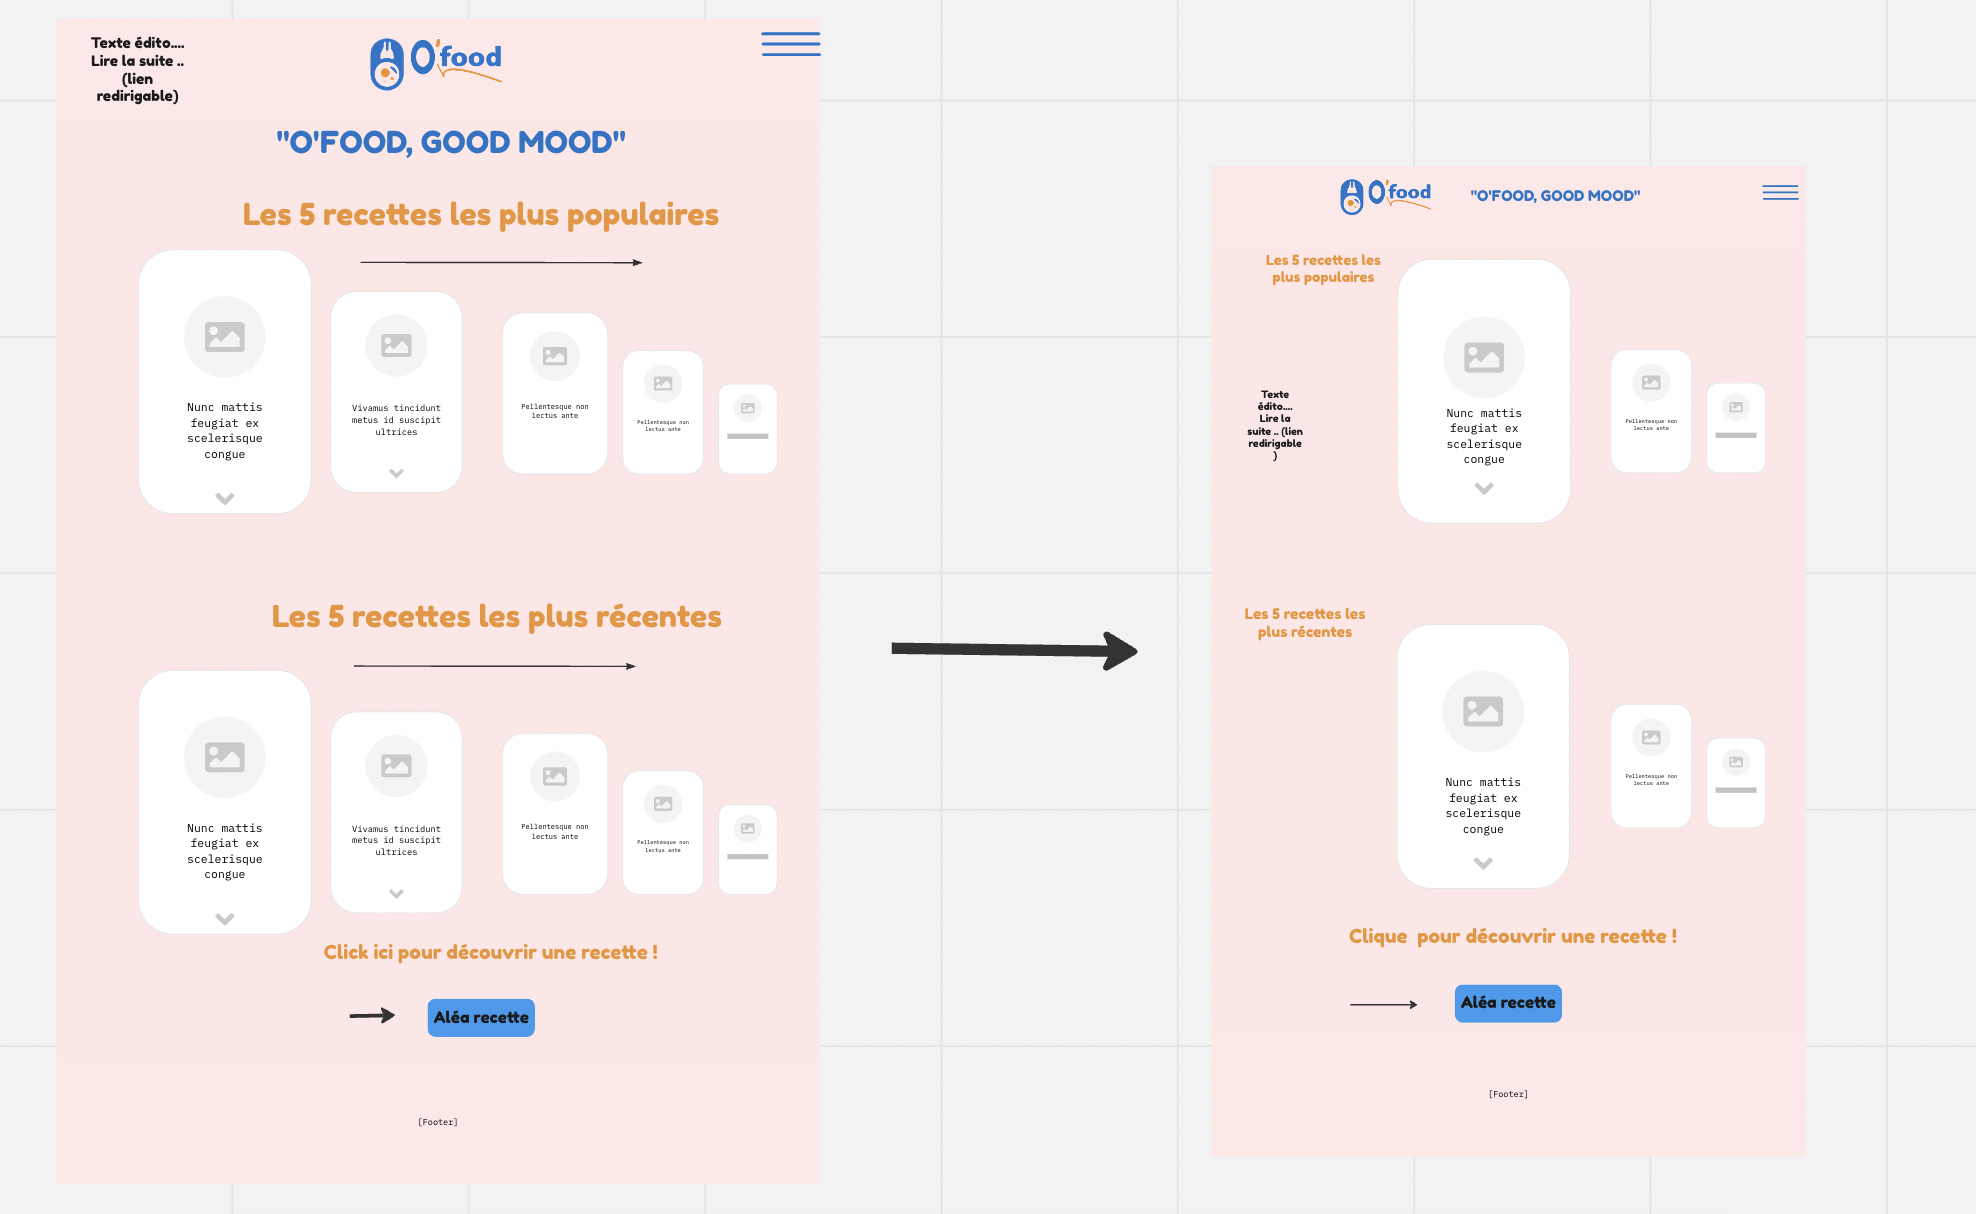 Texte édito....
Lire la suite ..
(lien
redirigable)
O'food
"O'FOOD, GOOD MOOD"
Les 5 recettes les plus populaires
Nunc mattis
feugiat ex
scelerisque
congue
Vivamus tincidunt
metus id suscipit
ultrices
Pellentesque non
lectus ante
Pellentesque non
lectus ante
Les 5 recettes les plus récentes
Nunc mattis
feugiat ex
scelerisque
congue
Vivamus tincidunt
metus id suscipit
ultrices
Pellentesque non
lectus ante
Pellentesque non
lectus ante
Click ici pour découvrir une recette !
Aléa recette
[Footer]
O'food
"O'FOOD, GOOD MOOD"
Les 5 recettes les
plus populaires
Texte
édito....
Lire la
suite .. (lien
redirigable
)
Nunc mattis
feugiat ex
scelerisque
congue
Pellentesque non
lectus ante
Les 5 recettes les
plus récentes
Nunc mattis
feugiat ex
scelerisque
congue
Pellentesque non
lectus ante
Clique  pour découvrir une recette !
Aléa recette
[Footer]